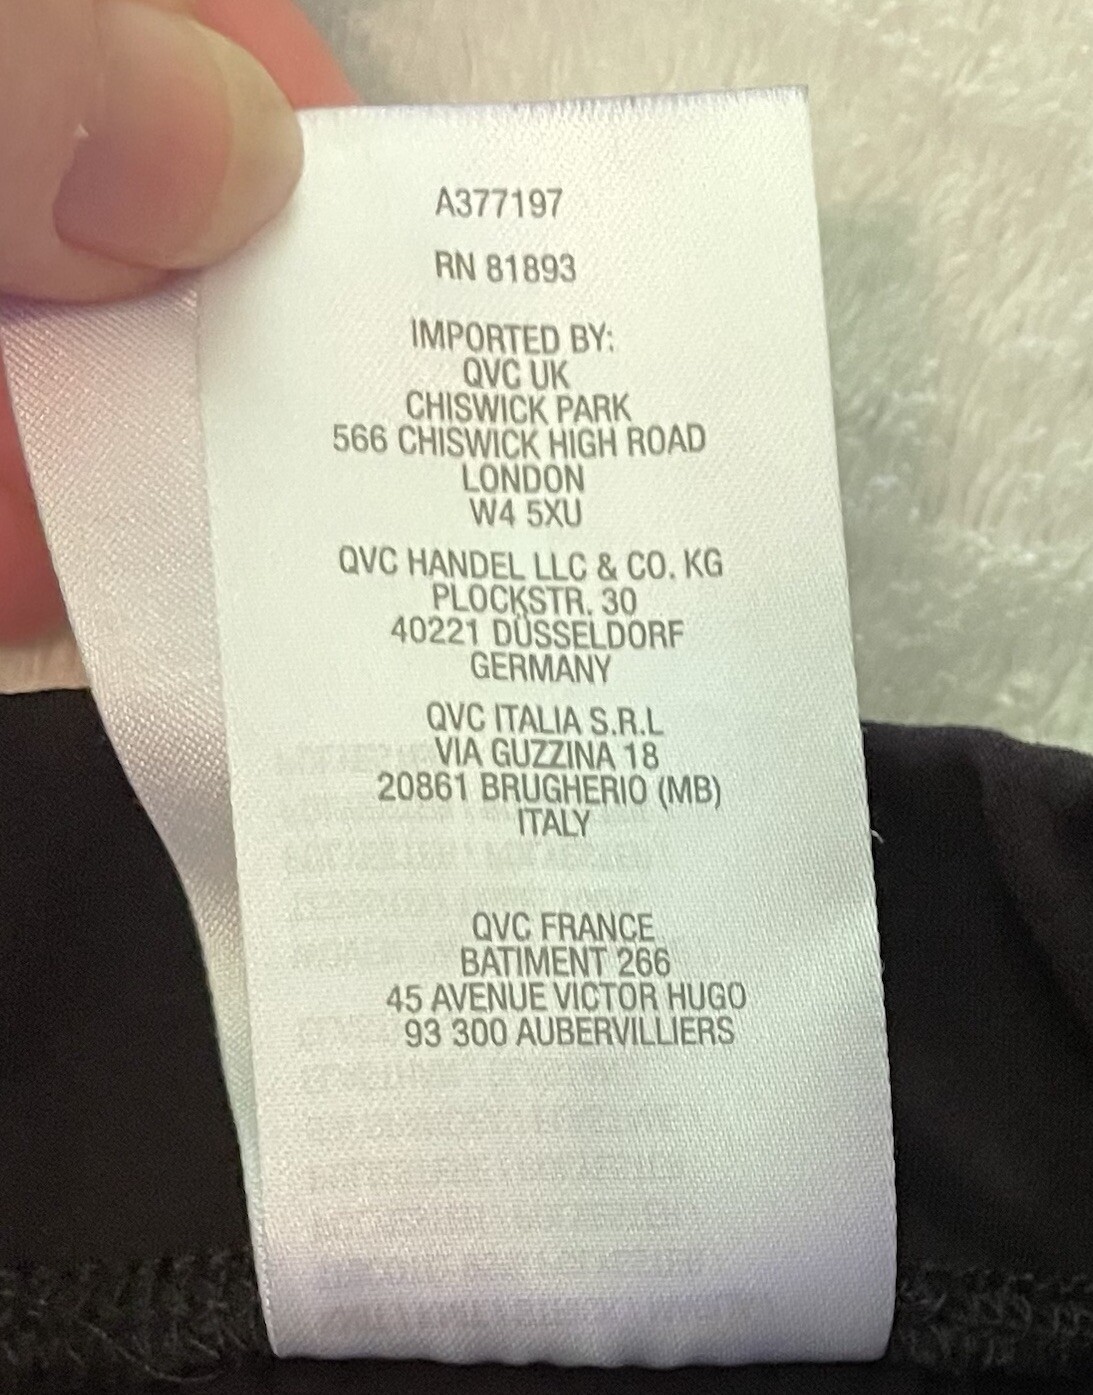 A377197
RN 81893
IMPORTED BY:
QVC UK
CHISWICK PARK
566 CHISWICK HIGH ROAD
LONDON
W4 5XU
QVC HANDEL LLC & CO. KG
PLOCKSTR. 30
40221 DÜSSELDORF
GERMANY
QVC ITALIA S.R.L
VIA GUZZINA 18
20861 BRUGHERIO (MB)
ITALY
QVC FRANCE
BATIMENT 266
45 AVENUE VICTOR HUGO
93 300 AUBERVILLIERS